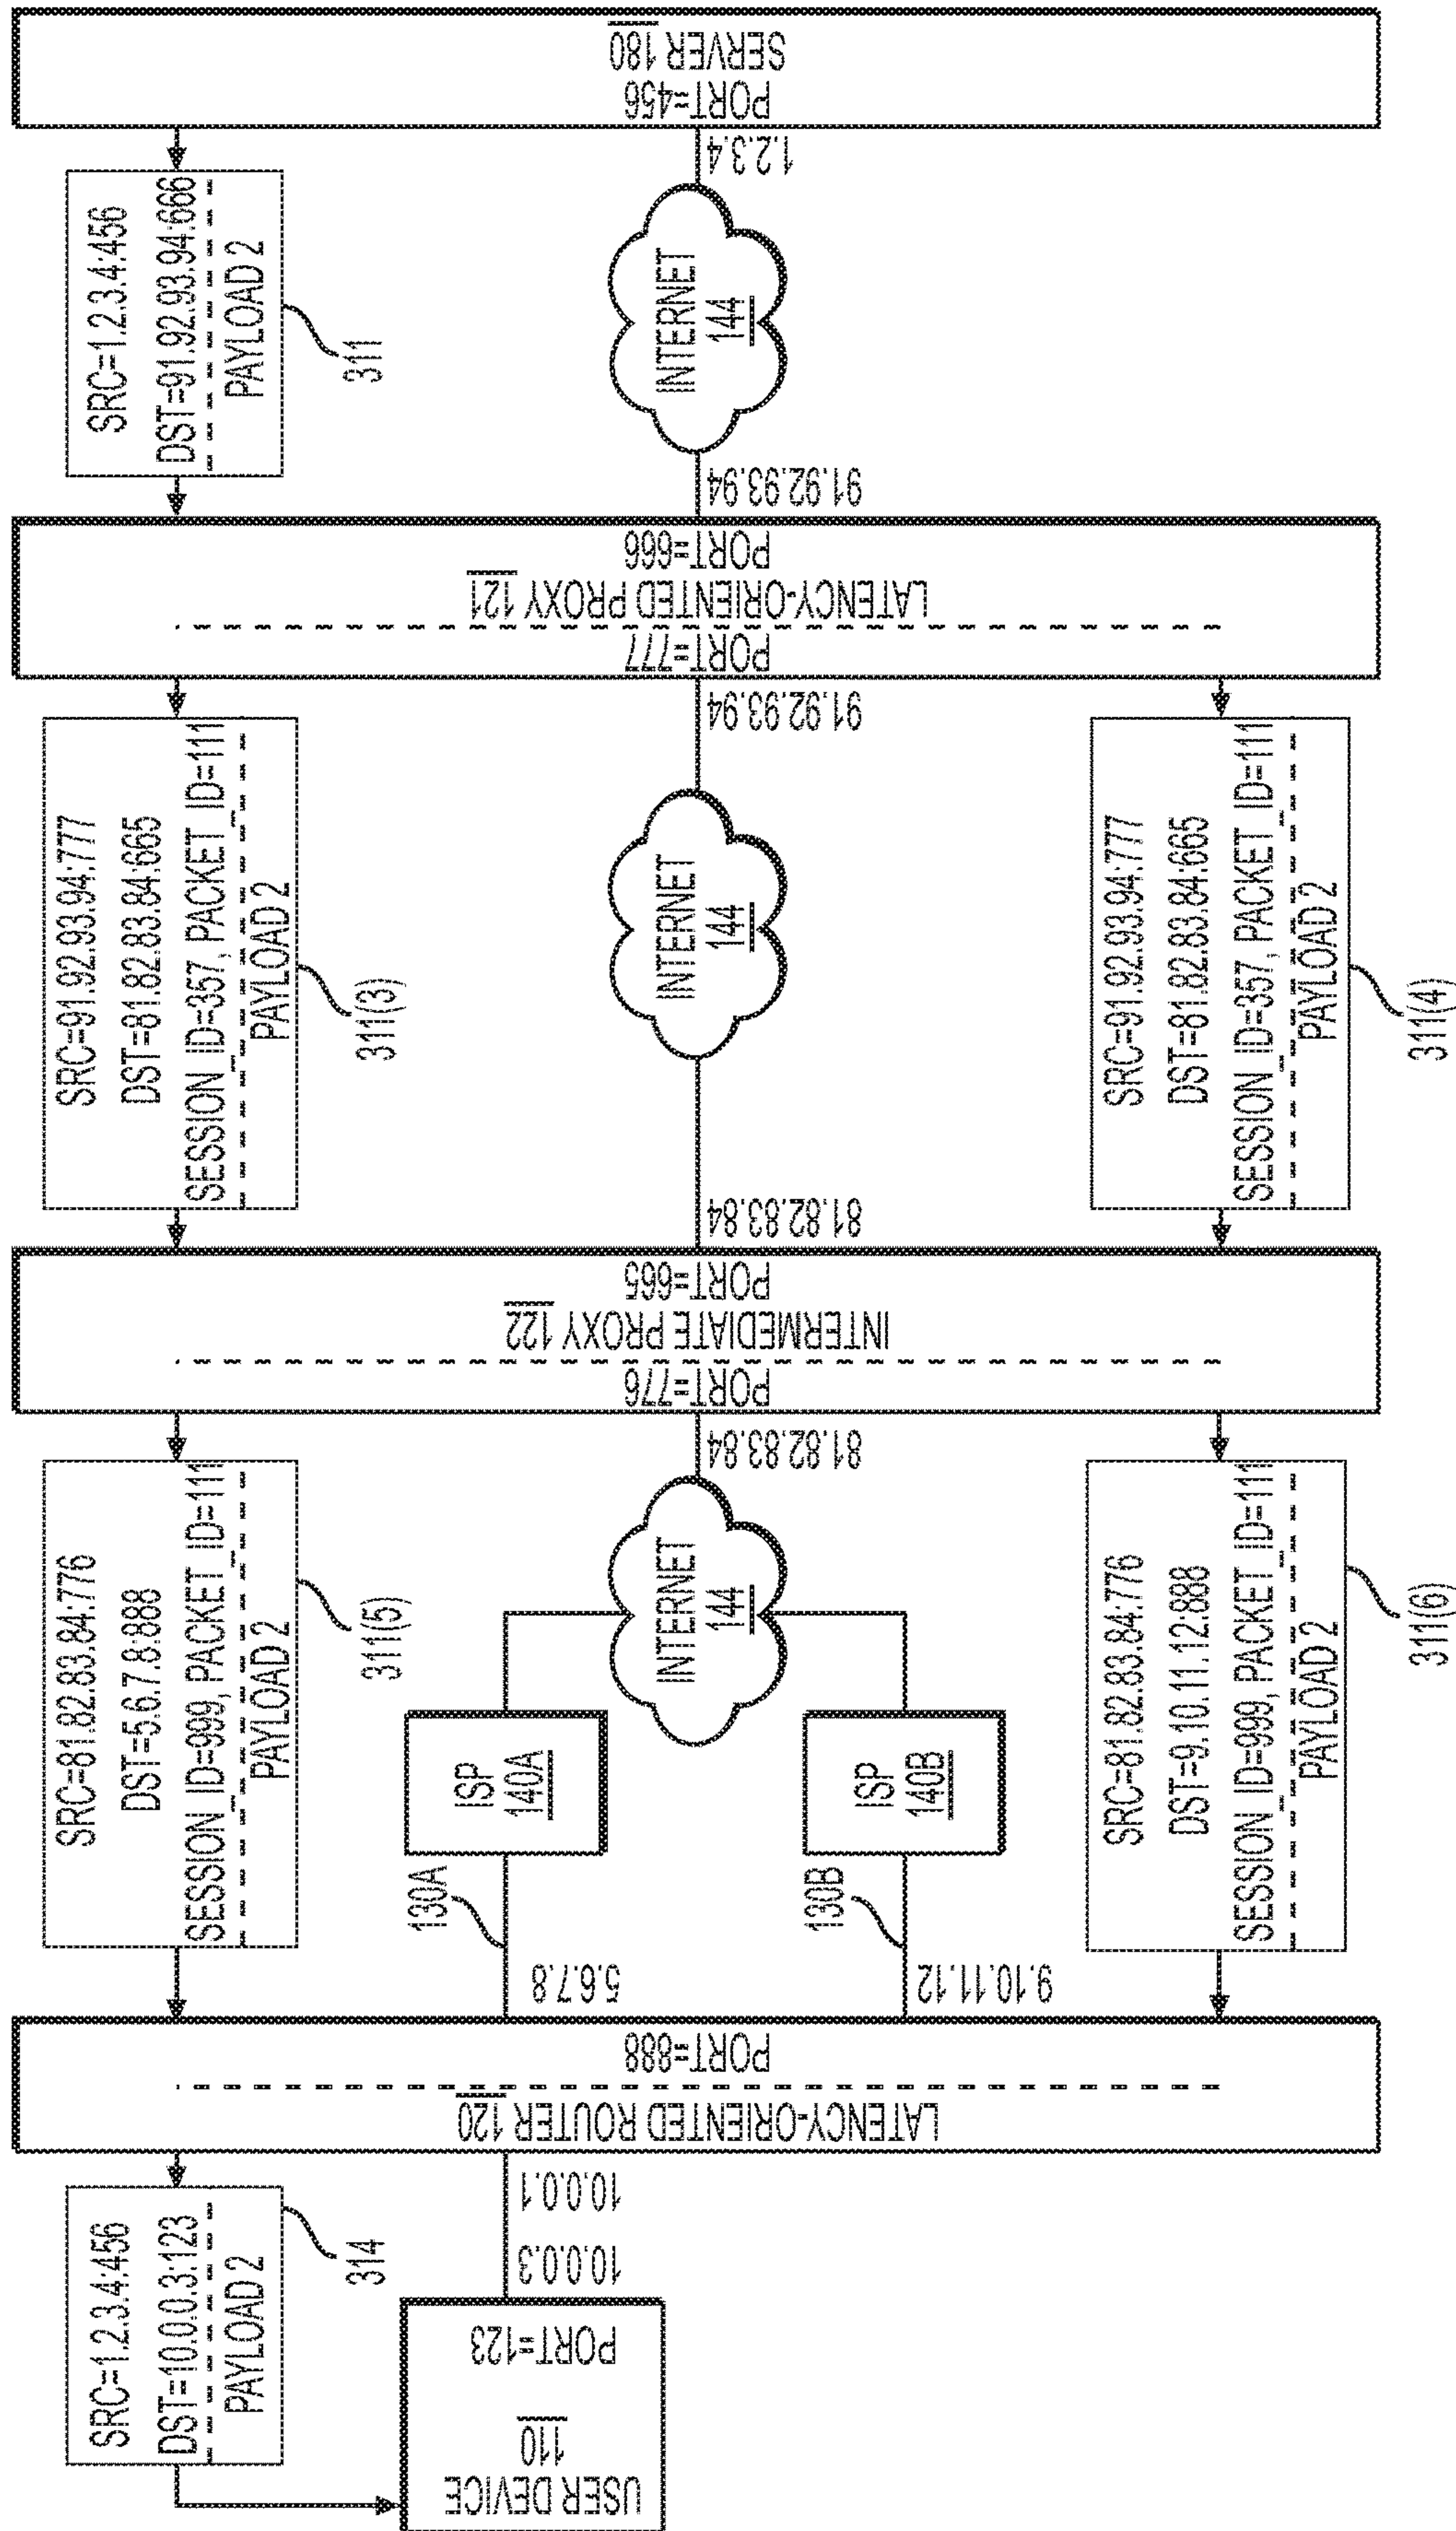 SRC=1.2.3.4:456
DST=10.0.0.3:123
PAYLOAD 2
314
USER DEVICE
110
PORT=123
10.0.0.3
10.0.0.1
LATENCY-ORIENTED ROUTER 120
PORT=888
SRC=81.82.83.84:776
DST=5.6.7.8:888
SESSION_ID=999, PACKET_ID=111
PAYLOAD 2
311(5)
130A
5.6.7.8
ISP
140A
130B
9.10.11.12
ISP
140B
INTERNET
144
81.82.83.84
SRC=81.82.83.84:776
DST=9.10.11.12:888
SESSION_ID=999, PACKET_ID=111
PAYLOAD 2
311(6)
PORT=776
INTERMEDIATE PROXY 122
PORT=665
SRC=91.92.93.94:777
DST=81.82.83.84:665
SESSION_ID=357, PACKET_ID=111
PAYLOAD 2
311(3)
81.82.83.84
INTERNET
144
91.92.93.94
SRC=91.92.93.94:777
DST=81.82.83.84:665
SESSION_ID=357, PACKET_ID=111
PAYLOAD 2
311(4)
PORT=777
LATENCY-ORIENTED PROXY 121
PORT=666
SRC=1.2.3.4:456
DST=91.92.93.94:666
PAYLOAD 2
311
91.92.93.94
INTERNET
144
1.2.3.4
PORT=456
SERVER 180